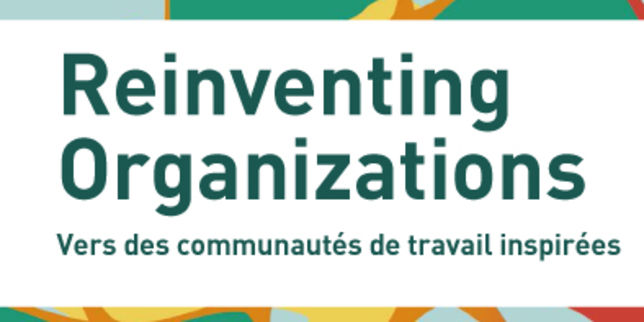 Reinventing
Organizations
Vers des communautés de travail inspirées